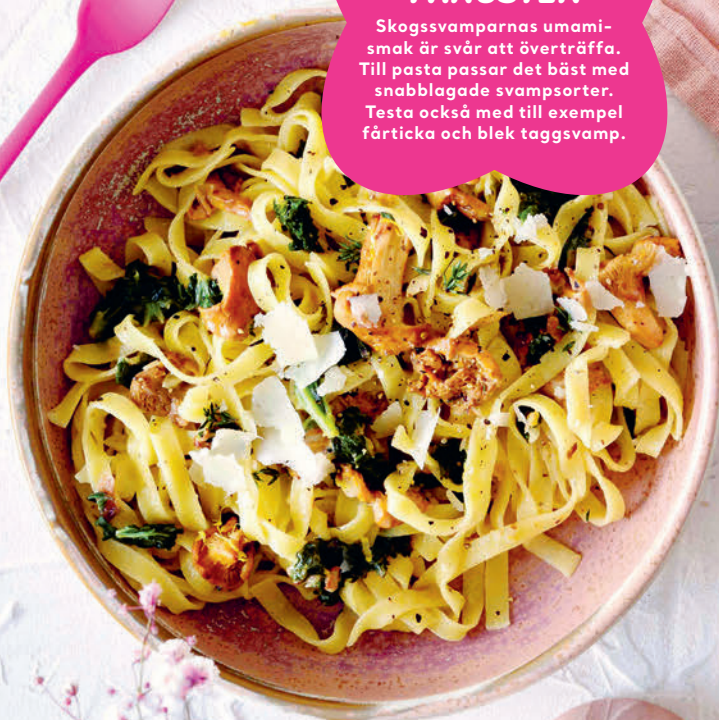 Skogssvamparnas umami-
smak är svår att överträffa.
Till pasta passar det bäst med
snabblagade svampsorter.
Testa också med till exempel
fårticka och blek taggsvamp.